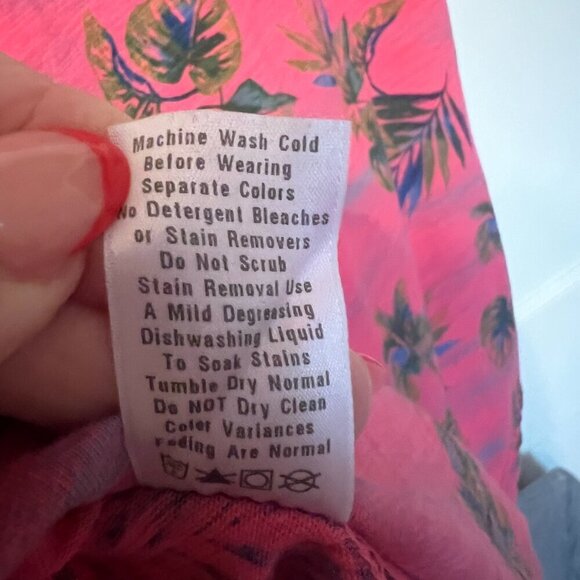 Machine Wash Cold
Before Wearing
Separate Colors
No Detergent Bleaches
or Stain Removers
Do Not Scrub
Stain Removal Use
A Mild Degreasing
Dishwashing Liquid
To Soak Stains
Tumble Dry Normal
Do NOT Dry Clean
Color Variances
Fading Are Normal